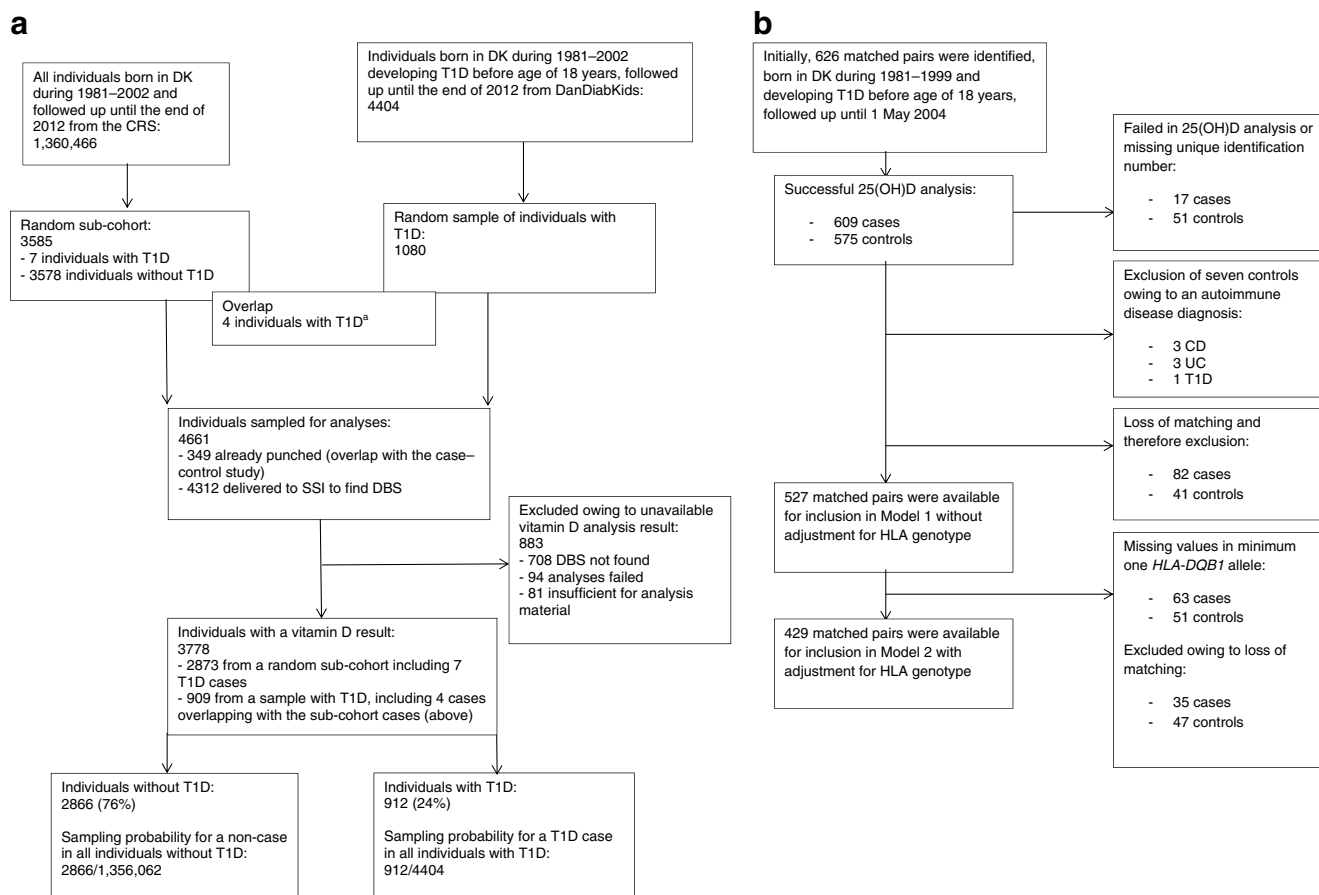 a
All individuals born in DK
during 1981–2002 and
followed up until the end of
2012 from the CRS:
1,360,466
Individuals born in DK during 1981–2002
developing T1D before age of 18 years, followed
up until the end of 2012 from DanDiabKids:
4404
Random sub-cohort:
3585
- 7 individuals with T1D
- 3578 individuals without T1D
Random sample of individuals with
T1D:
1080
Overlap
4 individuals with T1Dᵃ
Individuals sampled for analyses:
4661
- 349 already punched (overlap with the case–
control study)
- 4312 delivered to SSI to find DBS
Excluded owing to unavailable
vitamin D analysis result:
883
- 708 DBS not found
- 94 analyses failed
- 81 insufficient for analysis
material
Individuals with a vitamin D result:
3778
- 2873 from a random sub-cohort including 7
T1D cases
- 909 from a sample with T1D, including 4 cases
overlapping with the sub-cohort cases (above)
Individuals without T1D:
2866 (76%)
Sampling probability for a non-case
in all individuals without T1D:
2866/1,356,062
Individuals with T1D:
912 (24%)
Sampling probability for a T1D case
in all individuals with T1D:
912/4404
b
Initially, 626 matched pairs were identified,
born in DK during 1981–1999 and
developing T1D before age of 18 years,
followed up until 1 May 2004
Successful 25(OH)D analysis:
- 609 cases
- 575 controls
Failed in 25(OH)D analysis or
missing unique identification
number:
- 17 cases
- 51 controls
Exclusion of seven controls
owing to an autoimmune
disease diagnosis:
- 3 CD
- 3 UC
- 1 T1D
Loss of matching and
therefore exclusion:
- 82 cases
- 41 controls
527 matched pairs were available
for inclusion in Model 1 without
adjustment for HLA genotype
Missing values in minimum
one HLA-DQB1 allele:
- 63 cases
- 51 controls
Excluded owing to loss of
matching:
- 35 cases
- 47 controls
429 matched pairs were available
for inclusion in Model 2 with
adjustment for HLA genotype